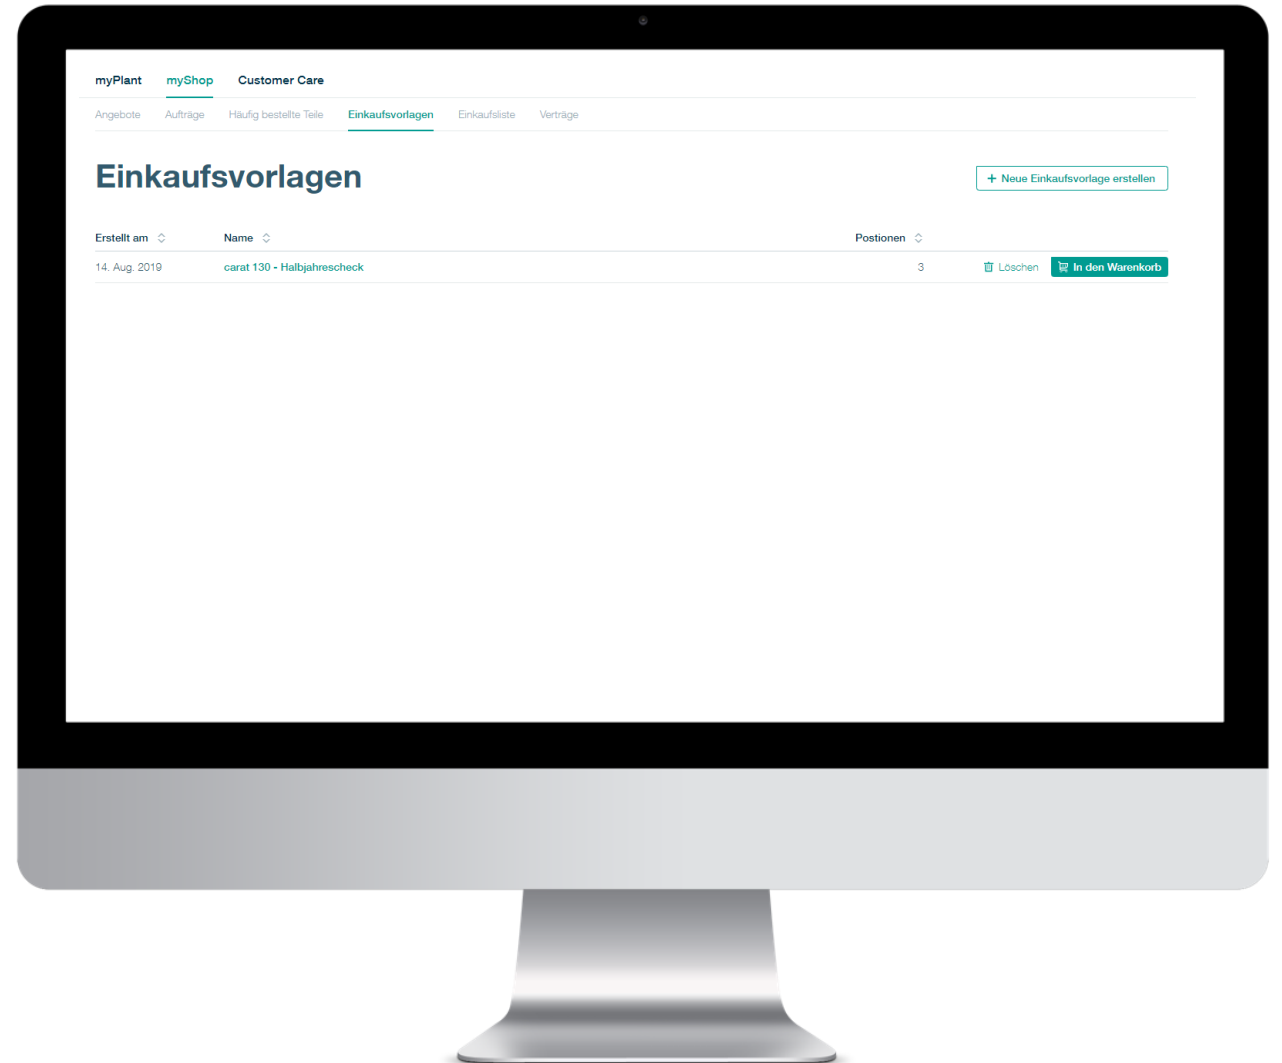 myPlant myShop Customer Care
Angebote Aufträge Häufig bestellte Teile Einkaufsvorlagen Einkaufsliste Verträge
Einkaufsvorlagen
+ Neue Einkaufsvorlage erstellen
Erstellt am Name Postionen
14. Aug. 2019 carat 130 - Halbjahrescheck 3 Löschen In den Warenkorb